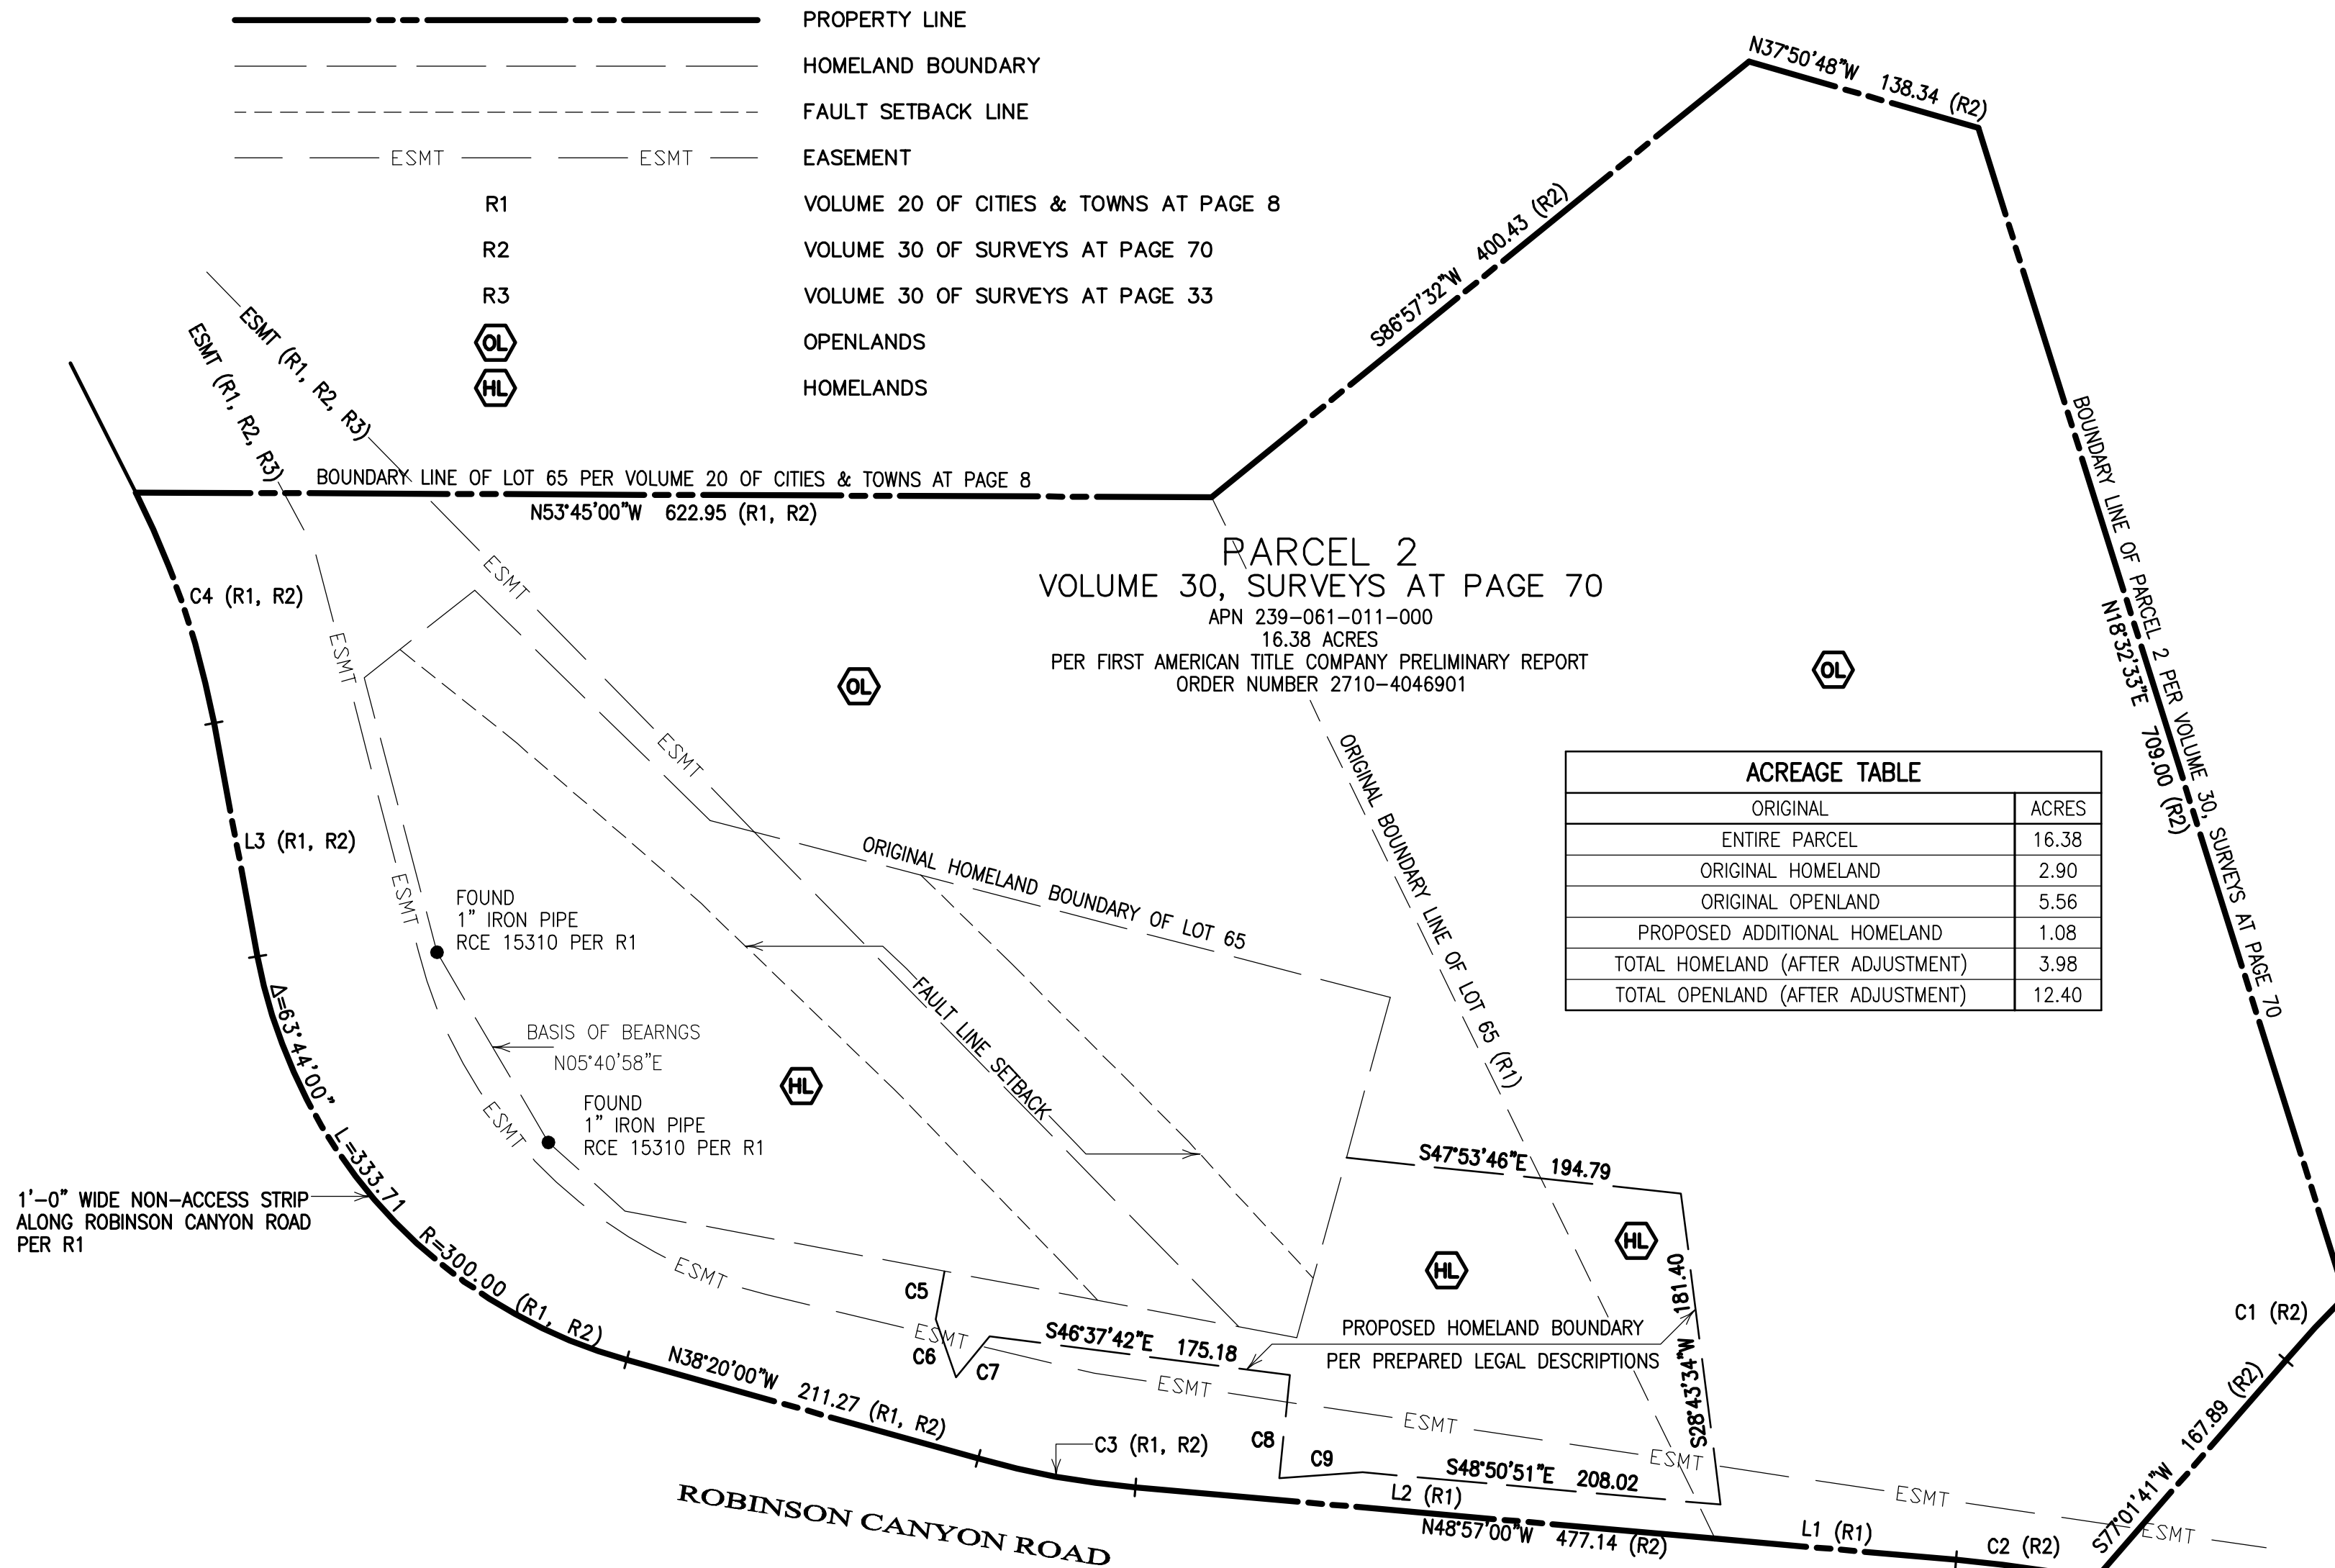 PROPERTY LINE
HOMELAND BOUNDARY
FAULT SETBACK LINE
ESMT ESMT EASEMENT
R1 VOLUME 20 OF CITIES & TOWNS AT PAGE 8
R2 VOLUME 30 OF SURVEYS AT PAGE 70
R3 VOLUME 30 OF SURVEYS AT PAGE 33
OL OPENLANDS
HL HOMELANDS
N37°50'48"W 138.34 (R2)
S86°57'32"W 400.43 (R2)
ESMT (R1, R2, R3)
ESMT (R1, R2, R3)
BOUNDARY LINE OF LOT 65 PER VOLUME 20 OF CITIES & TOWNS AT PAGE 8
N53°45'00"W 622.95 (R1, R2)
BOUNDARY LINE OF PARCEL 2 PER VOLUME 30, SURVEYS AT PAGE 70
N18°32'33"E 709.00 (R2)
PARCEL 2
VOLUME 30, SURVEYS AT PAGE 70
APN 239-061-011-000
16.38 ACRES
PER FIRST AMERICAN TITLE COMPANY PRELIMINARY REPORT
ORDER NUMBER 2710-4046901
C4 (R1, R2)
ESMT
ESMT
ESMT
OL
OL
ORIGINAL BOUNDARY LINE OF LOT 65 (R1)
ACREAGE TABLE
ORIGINAL ACRES
ENTIRE PARCEL 16.38
ORIGINAL HOMELAND 2.90
ORIGINAL OPENLAND 5.56
PROPOSED ADDITIONAL HOMELAND 1.08
TOTAL HOMELAND (AFTER ADJUSTMENT) 3.98
TOTAL OPENLAND (AFTER ADJUSTMENT) 12.40
L3 (R1, R2)
ORIGINAL HOMELAND BOUNDARY OF LOT 65
ESMT
FOUND
1" IRON PIPE
RCE 15310 PER R1
BASIS OF BEARNGS
N05°40'58"E
FAULT LINE SETBACK
HL
FOUND
1" IRON PIPE
RCE 15310 PER R1
ESMT
Δ=63°44'00" L=333.71 R=300.00 (R1, R2)
1'-0" WIDE NON-ACCESS STRIP
ALONG ROBINSON CANYON ROAD
PER R1
S47°53'46"E 194.79
HL
HL
ESMT
C5
C6
C7
ESMT
S46°37'42"E 175.18
PROPOSED HOMELAND BOUNDARY
PER PREPARED LEGAL DESCRIPTIONS
S28°43'34"W 181.40
C1 (R2)
N38°20'00"W 211.27 (R1, R2)
ESMT
ESMT
ESMT
C3 (R1, R2)
C8
C9
S48°50'51"E 208.02
S77°01'41"W 167.89 (R2)
ESMT
ESMT
L2 (R1)
N48°57'00"W 477.14 (R2)
L1 (R1)
C2 (R2)
ROBINSON CANYON ROAD